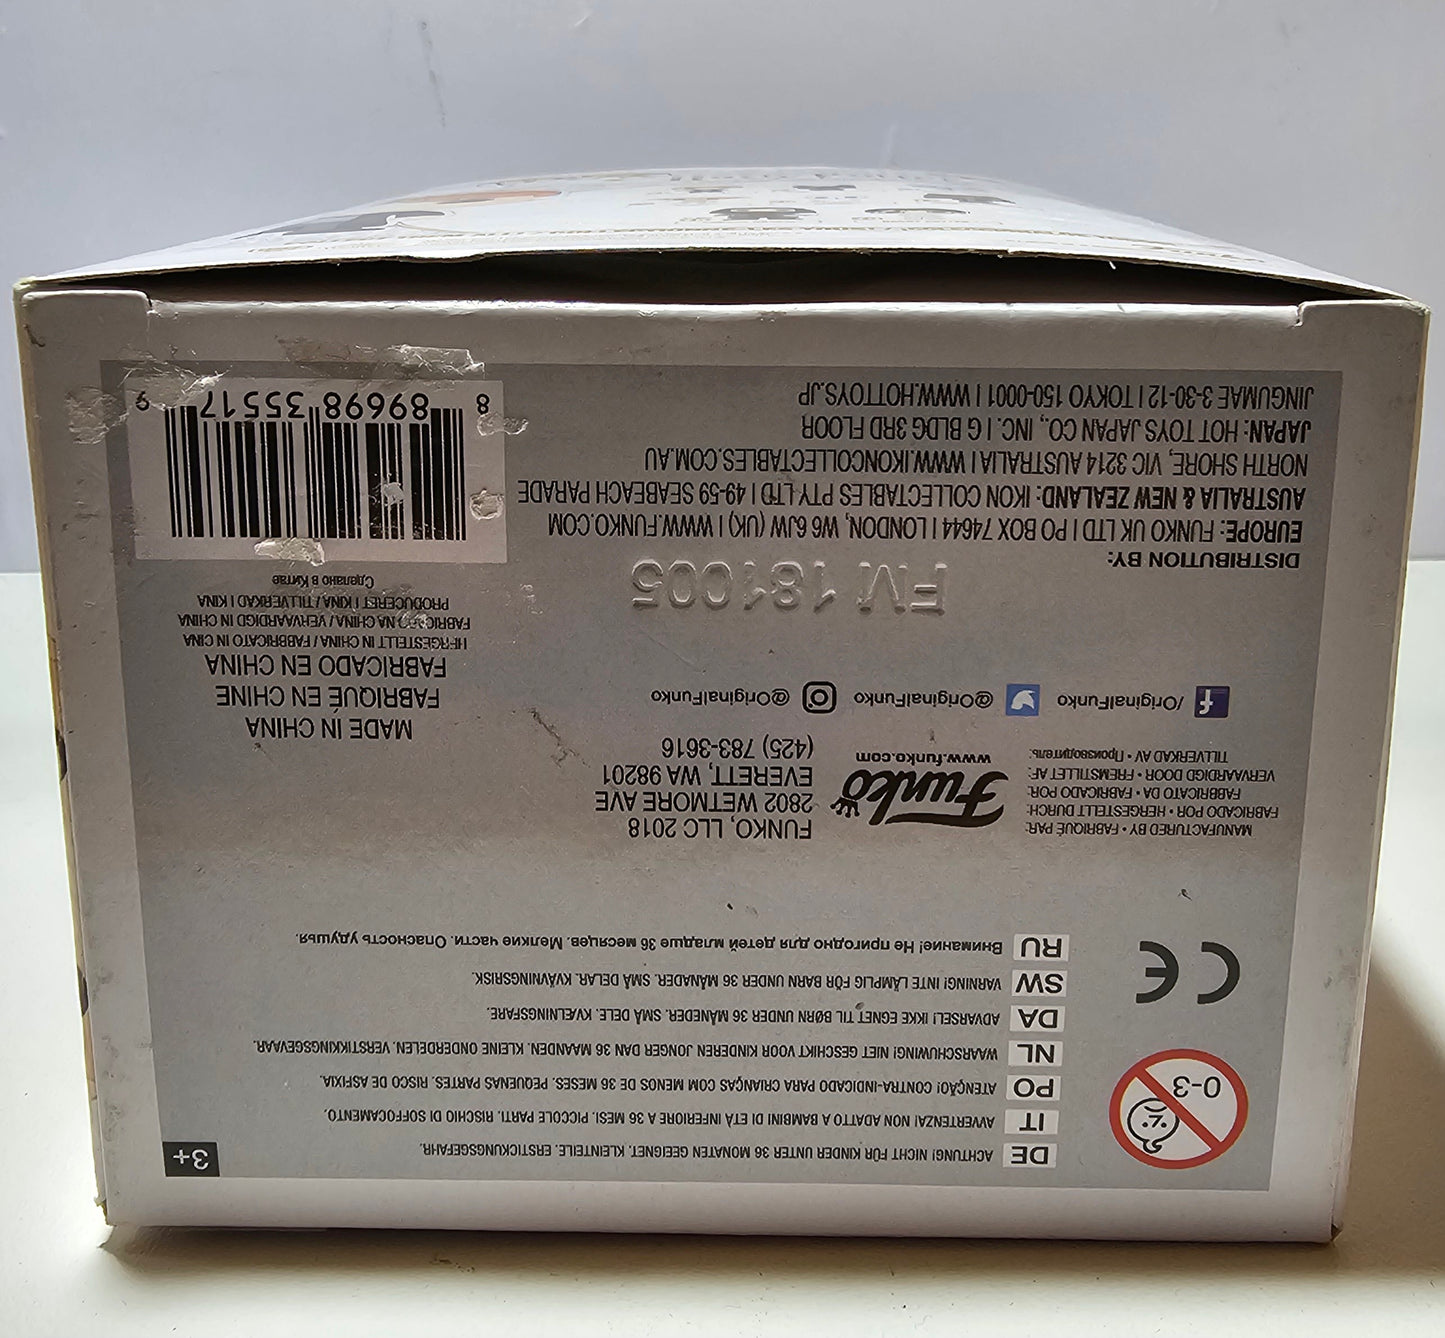 3+
DE ACHTUNG! NICHT FÜR KINDER UNTER 36 MONATEN GEEIGNET. KLEINTEILE. ERSTICKUNGSGEFAHR.
IT AVVERTENZA! NON ADATTO A BAMBINI DI ETÀ INFERIORE A 36 MESI. PICCOLE PARTI. RISCHIO DI SOFFOCAMENTO.
PO ATENÇÃO! CONTRA-INDICADO PARA CRIANÇAS COM MENOS DE 36 MESES. PEQUENAS PARTES. RISCO DE ASFIXIA.
NL WAARSCHUWING! NIET GESCHIKT VOOR KINDEREN JONGER DAN 36 MAANDEN. KLEINE ONDERDELEN. VERSTIKKINGSGEVAAR.
DA ADVARSEL! IKKE EGNET TIL BØRN UNDER 36 MÅNEDER. SMÅ DELE. KVÆLNINGSFARE.
SW VARNING! INTE LÄMPLIG FÖR BARN UNDER 36 MÅNADER. SMÅ DELAR. KVÄVNINGSRISK.
RU Внимание! Не пригодно для детей младше 36 месяцев. Мелкие части. Опасность удушья.
0-3
CE
MANUFACTURED BY • FABRIQUÉ PAR:
FABRICADO POR • HERGESTELLT DURCH:
FABBRICATO DA • FABRICADO POR:
VERVAARDIGD DOOR • FREMSTILLET AF:
TILLVERKAD AV • Производитель:
Funko
www.funko.com
FUNKO, LLC 2018
2802 WETMORE AVE
EVERETT, WA 98201
(425) 783-3616
/OriginalFunko @OriginalFunko @OriginalFunko
MADE IN CHINA
FABRIQUÉ EN CHINE
FABRICADO EN CHINA
HERGESTELLT IN CHINA / FABBRICATO IN CINA
FABRICADO NA CHINA / VERVAARDIGD IN CHINA
PRODUCERET I KINA / TILLVERKAD I KINA
Сделано в Китае
FM 181005
DISTRIBUTION BY:
EUROPE: FUNKO UK LTD | PO BOX 74644 | LONDON, W6 6JW (UK) | WWW.FUNKO.COM
AUSTRALIA & NEW ZEALAND: IKON COLLECTABLES PTY LTD | 49-59 SEABEACH PARADE
NORTH SHORE, VIC 3214 AUSTRALIA | WWW.IKONCOLLECTABLES.COM.AU
JAPAN: HOT TOYS JAPAN CO., INC. | G BLDG 3RD FLOOR
JINGUMAE 3-30-12 | TOKYO 150-0001 | WWW.HOTTOYS.JP
8 89698 35517 9